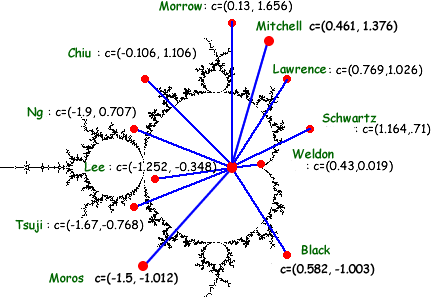 Morrow: c=(0.13, 1.656)
Mitchell c=(0.461, 1.376)
Chiu : c=(-0.106, 1.106)
Lawrence: c=(0.769,1.026)
Ng : c=(-1.9, 0.707)
Schwartz
: c=(1.164,.71)
Weldon
: c=(0.43,0.019)
Lee : c=(-1.252, -0.348)
Tsuji : c=(-1.67,-0.768)
Black
c=(0.582, -1.003)
Moros c=(-1.5, -1.012)